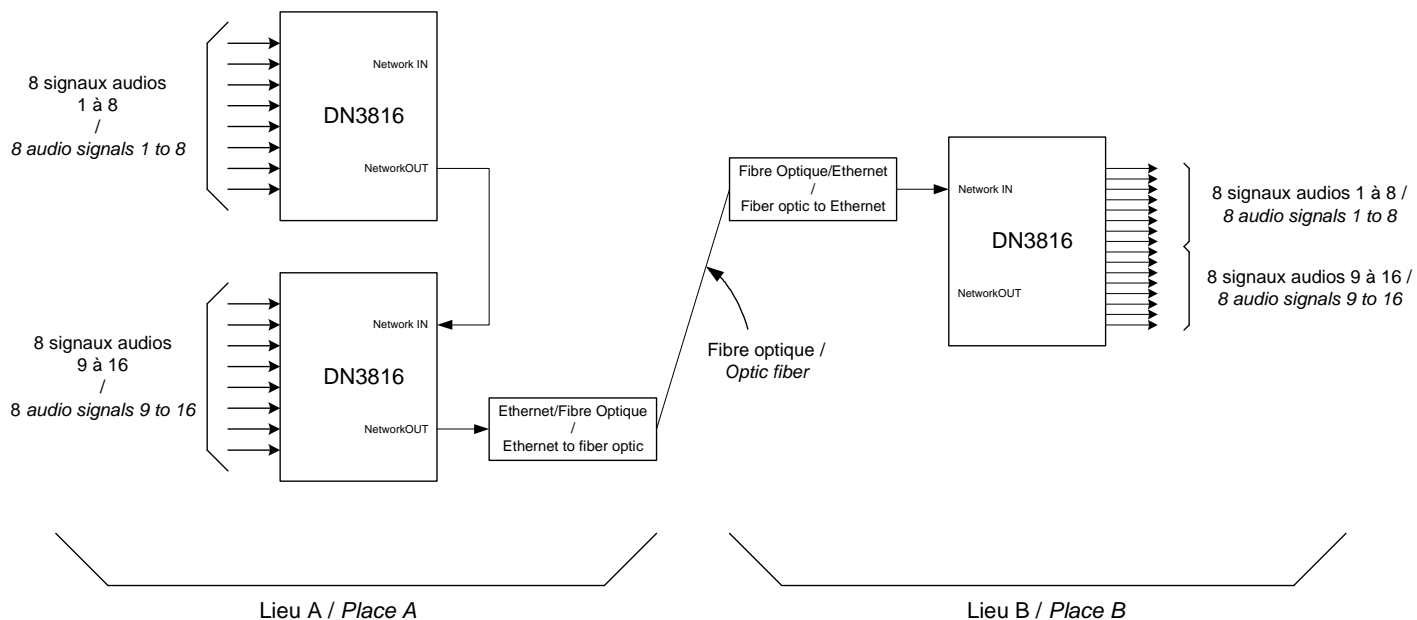 8 signaux audios
1 à 8
/
8 audio signals 1 to 8
Network IN
DN3816
NetworkOUT
8 signaux audios
9 à 16
/
8 audio signals 9 to 16
Network IN
DN3816
NetworkOUT
Ethernet/Fibre Optique
/
Ethernet to fiber optic
Fibre optique /
Optic fiber
Fibre Optique/Ethernet
/
Fiber optic to Ethernet
Network IN
DN3816
NetworkOUT
8 signaux audios 1 à 8 /
8 audio signals 1 to 8
8 signaux audios 9 à 16 /
8 audio signals 9 to 16
Lieu A / Place A
Lieu B / Place B